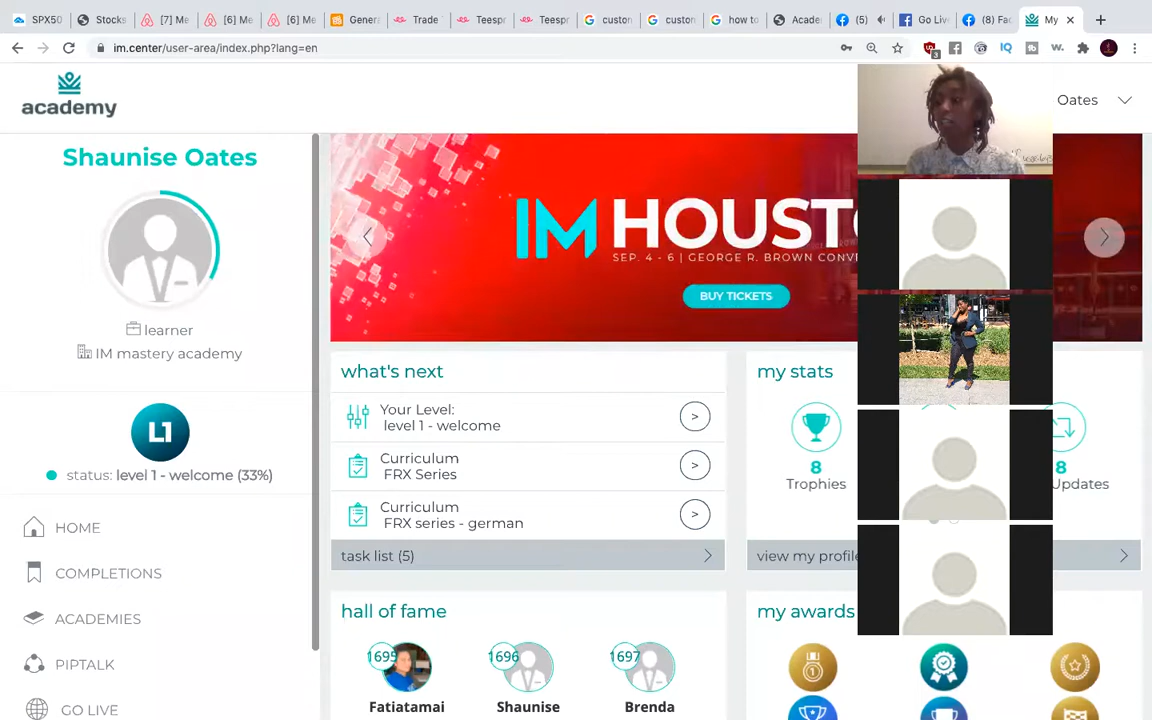 SPX50
Stocks
[7] Me
[6] Me
[6] Me
Gener
Trade
Teespr
Teespr
custon
custon
how to
Acade
(5)
Go Liv
(8) Fac
My
im.center/user-area/index.php?lang=en
3
IQ
w.
academy
Oates
Shaunise Oates
learner
IM mastery academy
L1
status: level 1 - welcome (33%)
HOME
COMPLETIONS
ACADEMIES
PIPTALK
GO LIVE
IM HOUST
SEP. 4 - 6 | GEORGE R. BROWN CONVE
BUY TICKETS
what's next
Your Level:
level 1 - welcome
Curriculum
FRX Series
Curriculum
FRX series - german
task list (5)
my stats
8
Trophies
8
Updates
view my profile
hall of fame
1695
1696
1697
Fatiatamai
Shaunise
Brenda
my awards